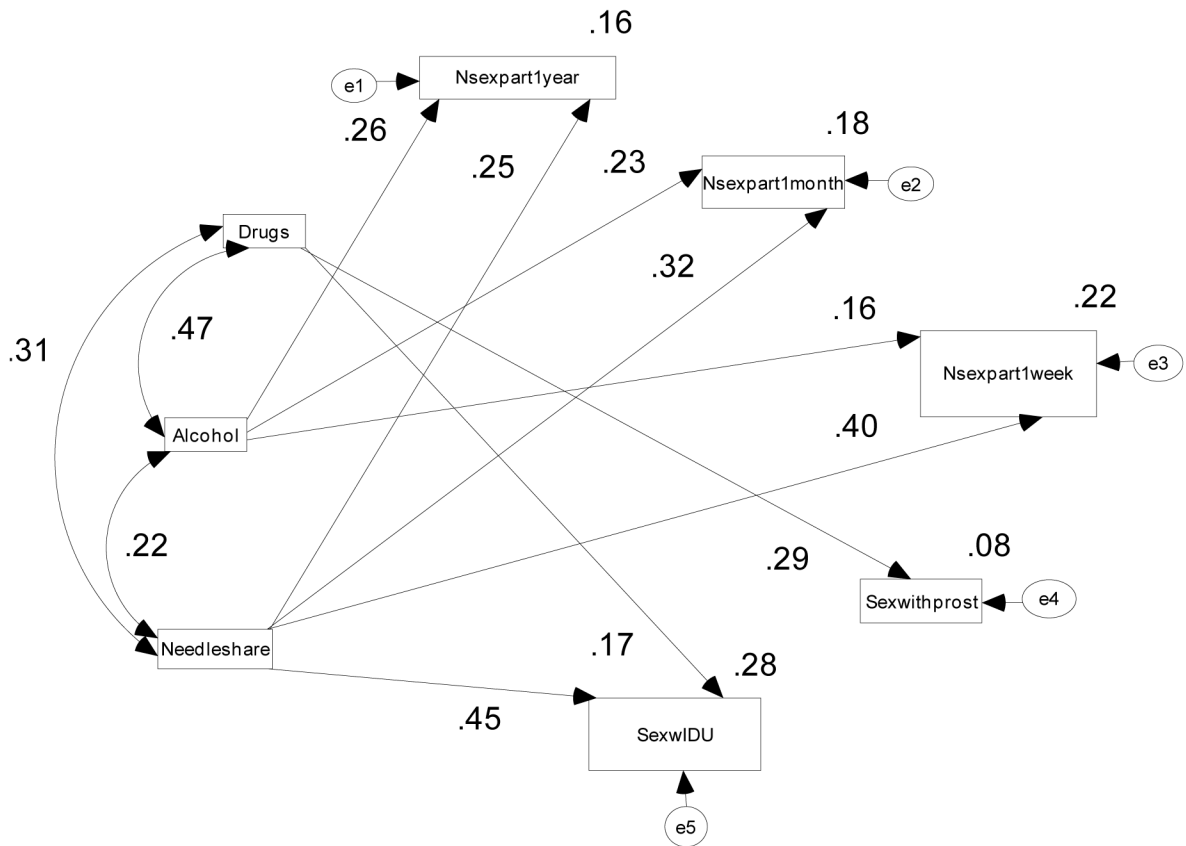 .16
Nsexpart1year
e1
.26
.18
.25
.23
Nsexpart1month
e2
Drugs
.32
.22
.16
.47
.31
Nsexpart1week
e3
Alcohol
.40
.22
.29
.08
Sexwithprost
e4
Needleshare
.17
.28
.45
SexwIDU
e5